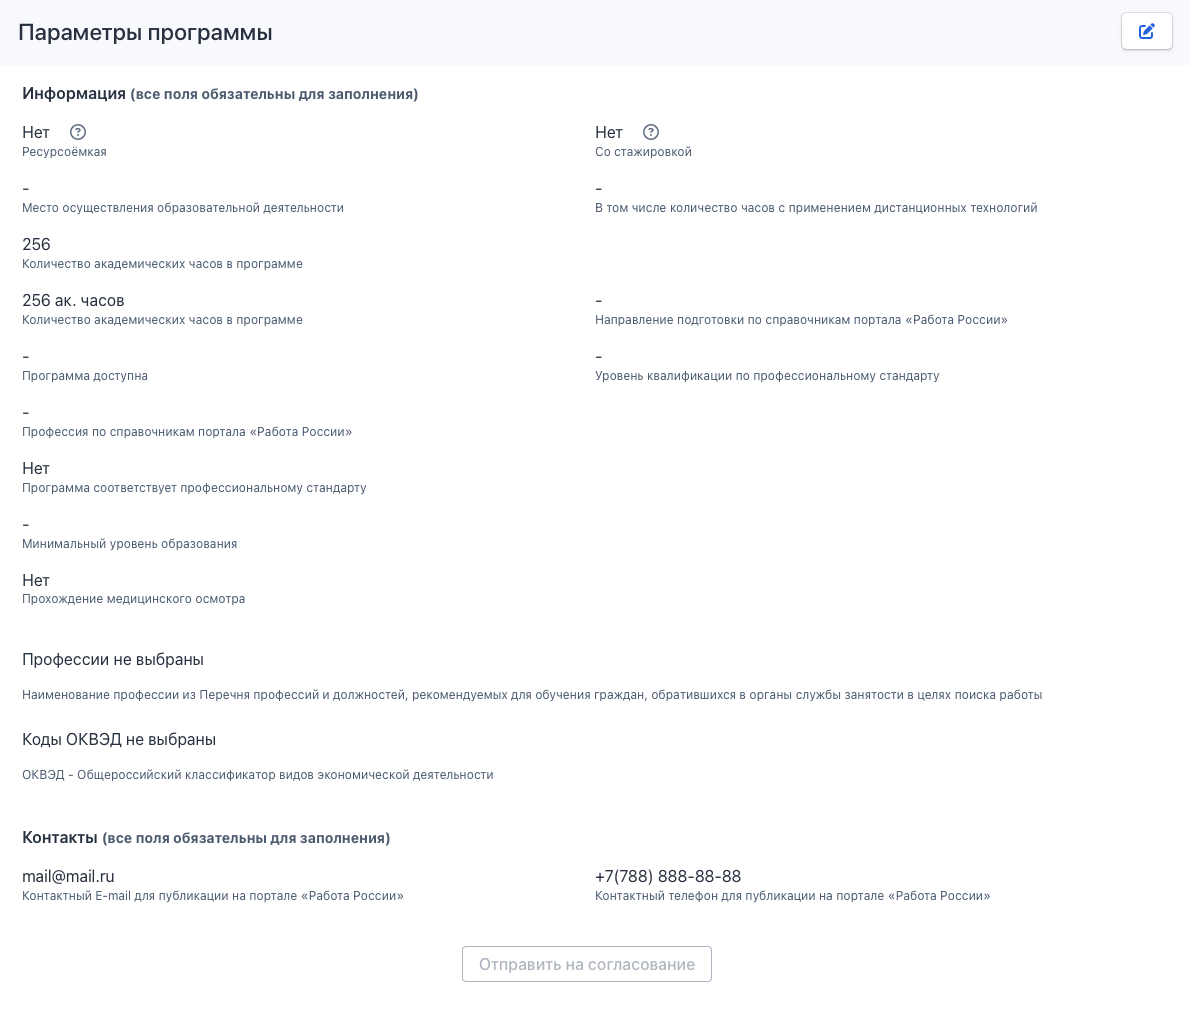 Параметры программы
Информация (все поля обязательны для заполнения)
Нет
Ресурсоёмкая
Нет
Со стажировкой
-
Место осуществления образовательной деятельности
-
В том числе количество часов с применением дистанционных технологий
256
Количество академических часов в программе
256 ак. часов
Количество академических часов в программе
-
Направление подготовки по справочникам портала «Работа России»
-
Программа доступна
-
Уровень квалификации по профессиональному стандарту
-
Профессия по справочникам портала «Работа России»
Нет
Программа соответствует профессиональному стандарту
-
Минимальный уровень образования
Нет
Прохождение медицинского осмотра
Профессии не выбраны
Наименование профессии из Перечня профессий и должностей, рекомендуемых для обучения граждан, обратившихся в органы службы занятости в целях поиска работы
Коды ОКВЭД не выбраны
ОКВЭД - Общероссийский классификатор видов экономической деятельности
Контакты (все поля обязательны для заполнения)
mail@mail.ru
Контактный E-mail для публикации на портале «Работа России»
+7(788) 888-88-88
Контактный телефон для публикации на портале «Работа России»
Отправить на согласование